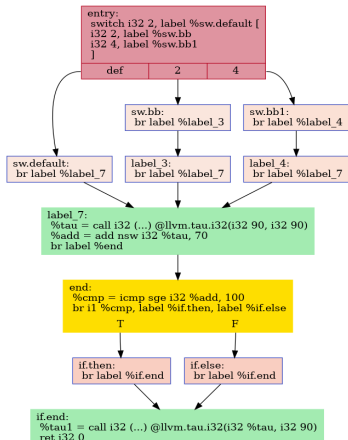 entry:
switch i32 2, label %sw.default [
i32 2, label %sw.bb
i32 4, label %sw.bb1
]
def 2 4
sw.bb:
br label %label_3
sw.bb1:
br label %label_4
sw.default:
br label %label_7
label_3:
br label %label_7
label_4:
br label %label_7
label_7:
%tau = call i32 (...) @llvm.tau.i32(i32 90, i32 90)
%add = add nsw i32 %tau, 70
br label %end
end:
%cmp = icmp sge i32 %add, 100
br i1 %cmp, label %if.then, label %if.else
T F
if.then:
br label %if.end
if.else:
br label %if.end
if.end:
%tau1 = call i32 (...) @llvm.tau.i32(i32 %tau, i32 90)
ret i32 0